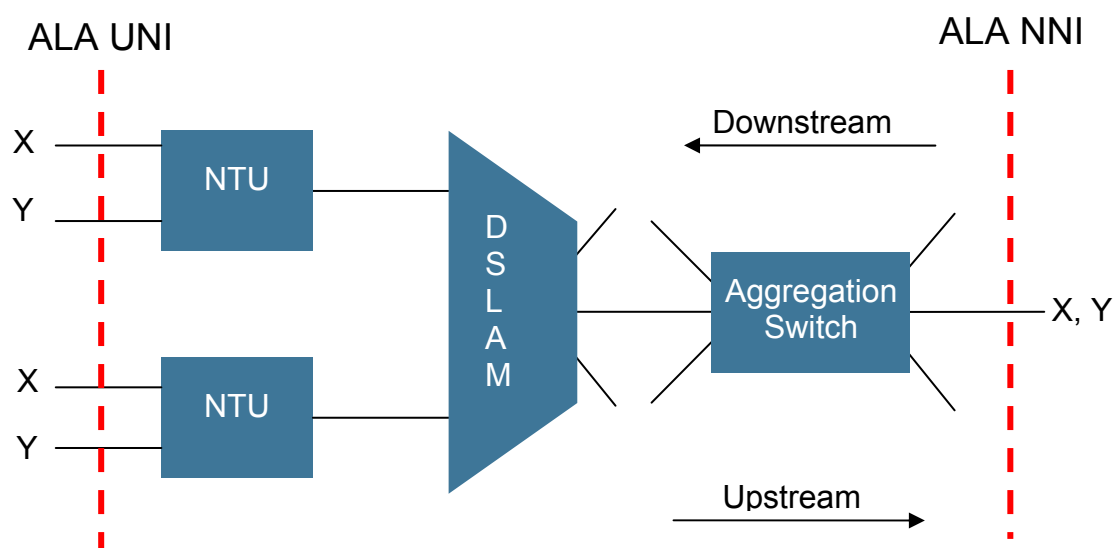 ALA UNI
ALA NNI
X
Y
NTU
D
S
L
A
M
Downstream
Aggregation
Switch
X, Y
X
Y
NTU
Upstream